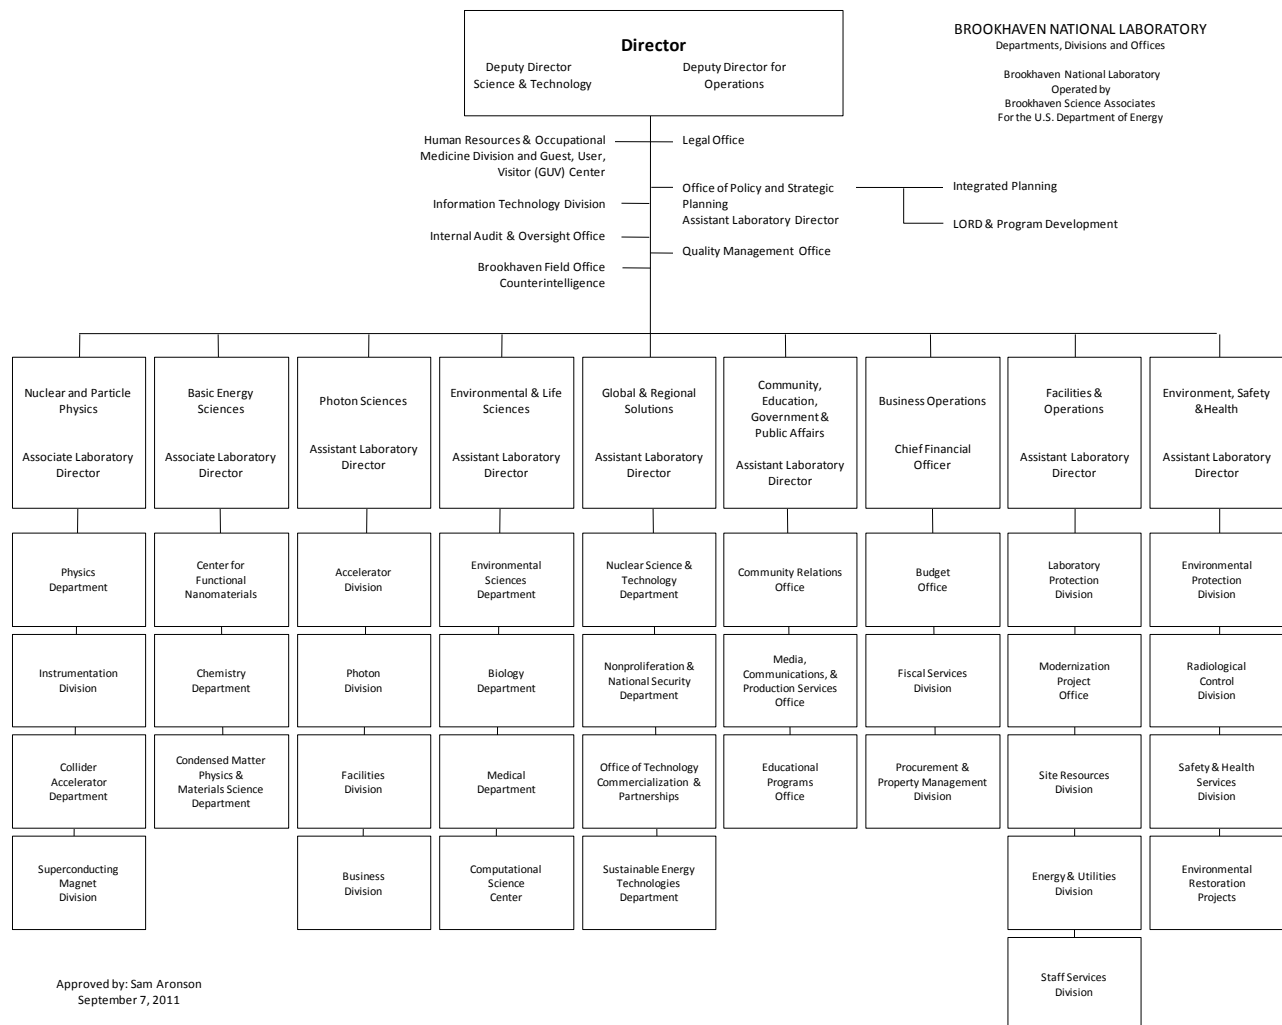 BROOKHAVEN NATIONAL LABORATORY
Departments, Divisions and Offices
Brookhaven National Laboratory
Operated by
Brookhaven Science Associates
For the U.S. Department of Energy
Director
Deputy Director
Science & Technology
Deputy Director for
Operations
Human Resources & Occupational
Medicine Division and Guest, User,
Visitor (GUV) Center
Legal Office
Information Technology Division
Office of Policy and Strategic
Planning
Assistant Laboratory Director
Integrated Planning
LDRD & Program Development
Internal Audit & Oversight Office
Quality Management Office
Brookhaven Field Office
Counterintelligence
Nuclear and Particle
Physics
Associate Laboratory
Director
Basic Energy
Sciences
Associate Laboratory
Director
Photon Sciences
Assistant Laboratory
Director
Environmental & Life
Sciences
Assistant Laboratory
Director
Global & Regional
Solutions
Assistant Laboratory
Director
Community,
Education,
Government &
Public Affairs
Assistant Laboratory
Director
Business Operations
Chief Financial
Officer
Facilities &
Operations
Assistant Laboratory
Director
Environment, Safety
&Health
Assistant Laboratory
Director
Physics
Department
Center for
Functional
Nanomaterials
Accelerator
Division
Environmental
Sciences
Department
Nuclear Science &
Technology
Department
Community Relations
Office
Budget
Office
Laboratory
Protection
Division
Environmental
Protection
Division
Instrumentation
Division
Chemistry
Department
Photon
Division
Biology
Department
Nonproliferation &
National Security
Department
Media,
Communications, &
Production Services
Office
Fiscal Services
Division
Modernization
Project
Office
Radiological
Control
Division
Collider
Accelerator
Department
Condensed Matter
Physics &
Materials Science
Department
Facilities
Division
Medical
Department
Office of Technology
Commercialization &
Partnerships
Educational
Programs
Office
Procurement &
Property Management
Division
Site Resources
Division
Safety & Health
Services
Division
Superconducting
Magnet
Division
Business
Division
Computational
Science
Center
Sustainable Energy
Technologies
Department
Energy & Utilities
Division
Environmental
Restoration
Projects
Staff Services
Division
Approved by: Sam Aronson
September 7, 2011